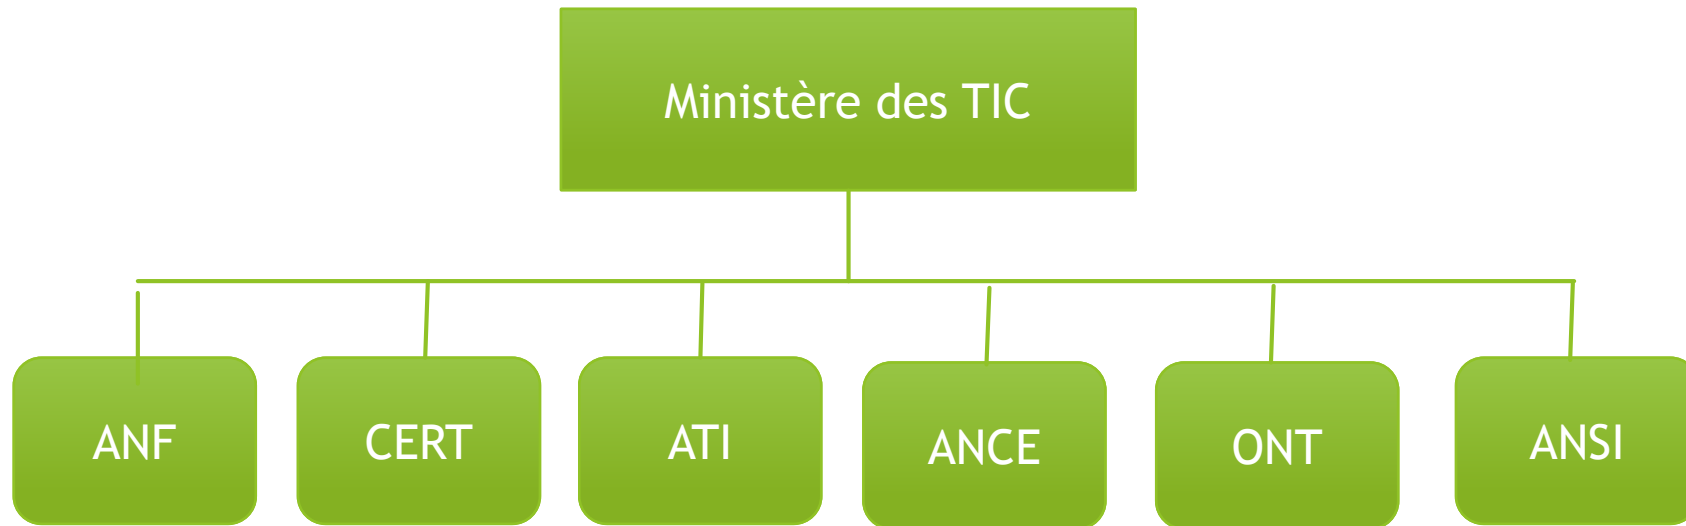 Ministère des TIC
ANF
CERT
ATI
ANCE
ONT
ANSI